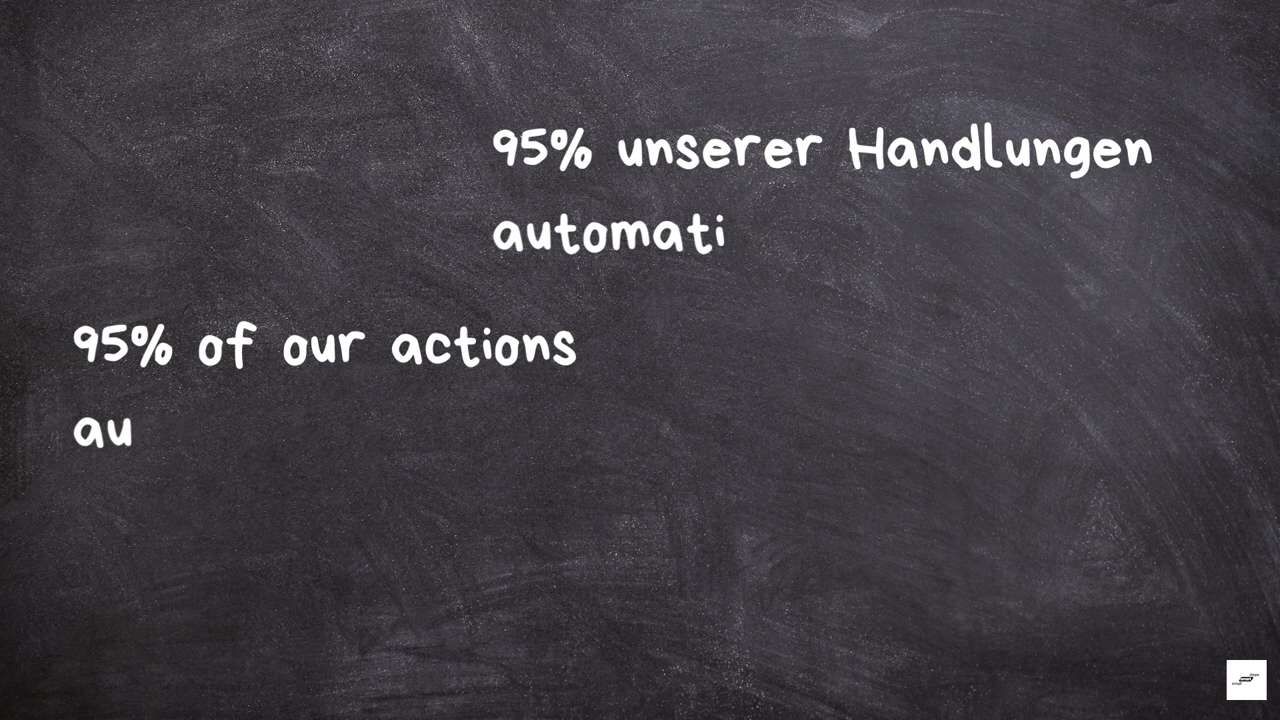 95% unserer Handlungen
automati
95% of our actions
au